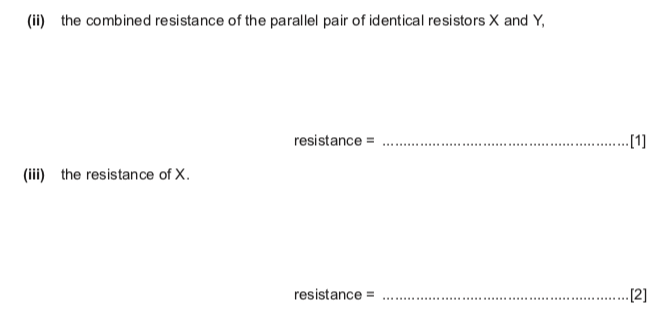 (ii) the combined resistance of the parallel pair of identical resistors X and Y,
resistance = ................................................................[1]
(iii) the resistance of X.
resistance = ................................................................[2]